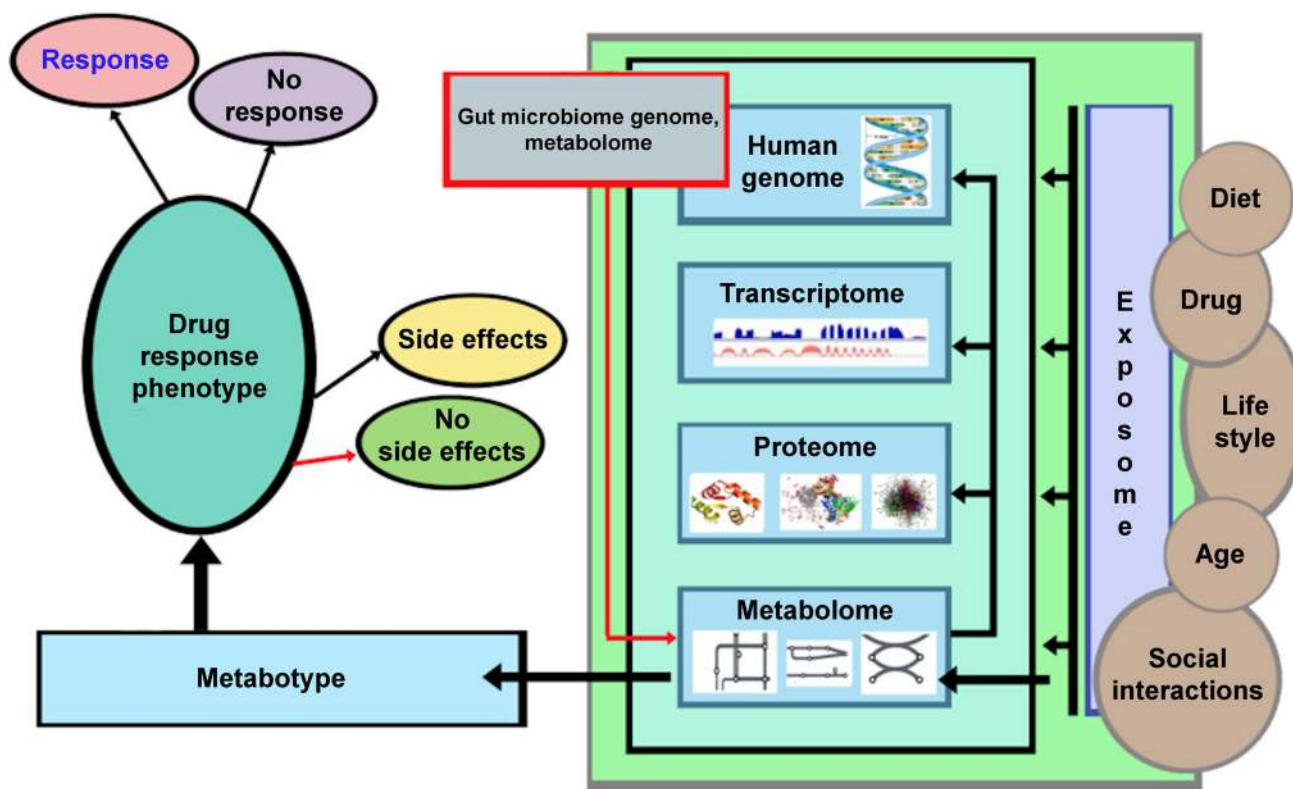 Response
No
response
Drug
response
phenotype
Side effects
No
side effects
Metabotype
Gut microbiome genome,
metabolome
Human
genome
Transcriptome
Proteome
Metabolome
Exposome
Diet
Drug
Life
style
Age
Social
interactions